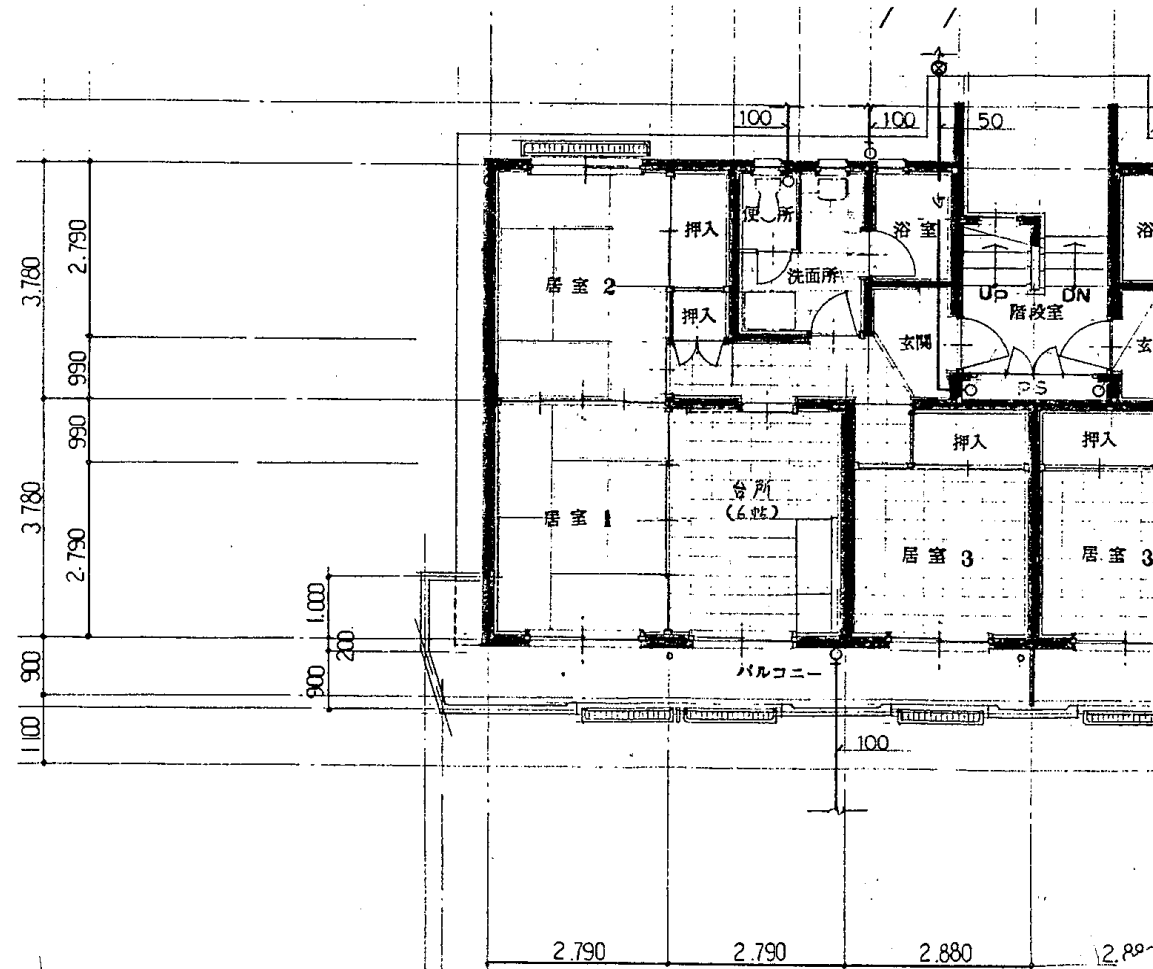 100
100
50
2.790
3.780
990
990
3.780
2.790
1.000
200
900
900
1.100
便所
押入
浴室
浴
居室 2
洗面所
押入
UP
DN
階段室
玄関
玄
PS
押入
押入
台所
(6帖)
居室 1
居室 3
居室 3
バルコニー
100
2.790
2.790
2.880